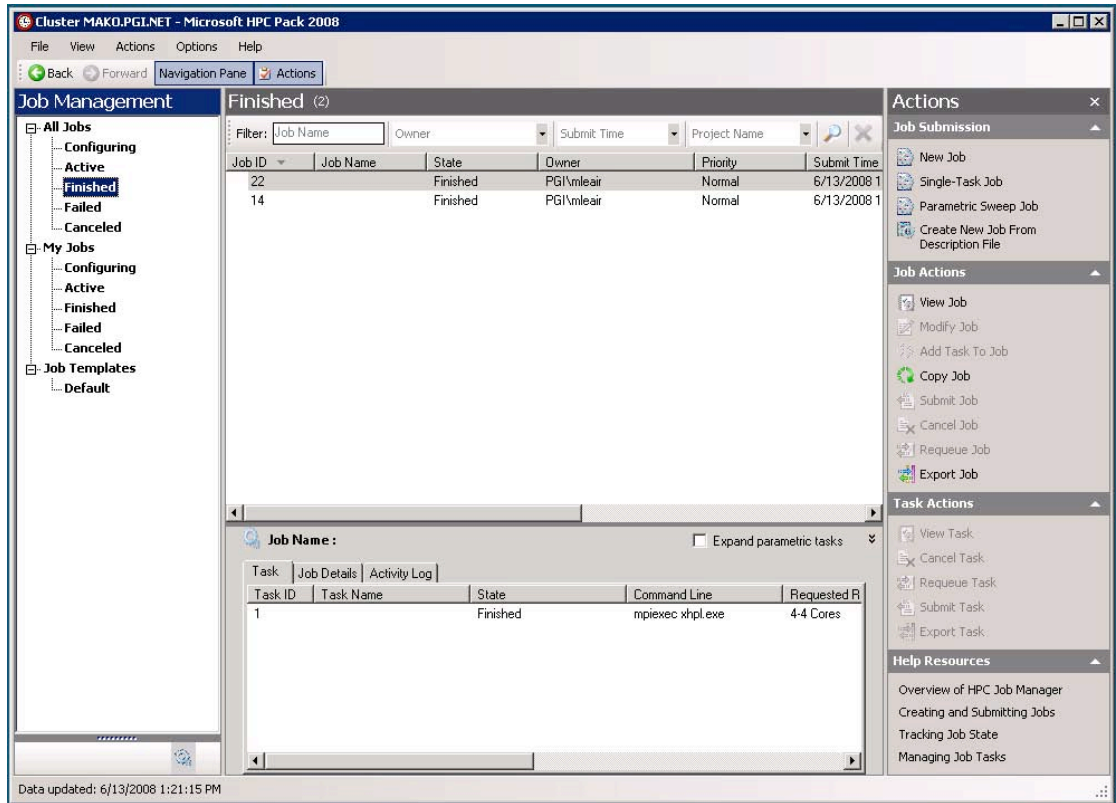 Cluster MAKO.PGI.NET - Microsoft HPC Pack 2008
File View Actions Options Help
Back Forward Navigation Pane Actions
Job Management
All Jobs
Configuring
Active
Finished
Failed
Canceled
My Jobs
Configuring
Active
Finished
Failed
Canceled
Job Templates
Default
Finished (2)
Filter: Job Name Owner Submit Time Project Name
Job ID Job Name State Owner Priority Submit Time
22 Finished PGI\mleair Normal 6/13/2008 1
14 Finished PGI\mleair Normal 6/13/2008 1
Job Name : Expand parametric tasks
Task Job Details Activity Log
Task ID Task Name State Command Line Requested R
1 Finished mpiexec xhpl.exe 4-4 Cores
Actions x
Job Submission
New Job
Single-Task Job
Parametric Sweep Job
Create New Job From
Description File
Job Actions
View Job
Modify Job
Add Task To Job
Copy Job
Submit Job
Cancel Job
Requeue Job
Export Job
Task Actions
View Task
Cancel Task
Requeue Task
Submit Task
Export Task
Help Resources
Overview of HPC Job Manager
Creating and Submitting Jobs
Tracking Job State
Managing Job Tasks
Data updated: 6/13/2008 1:21:15 PM